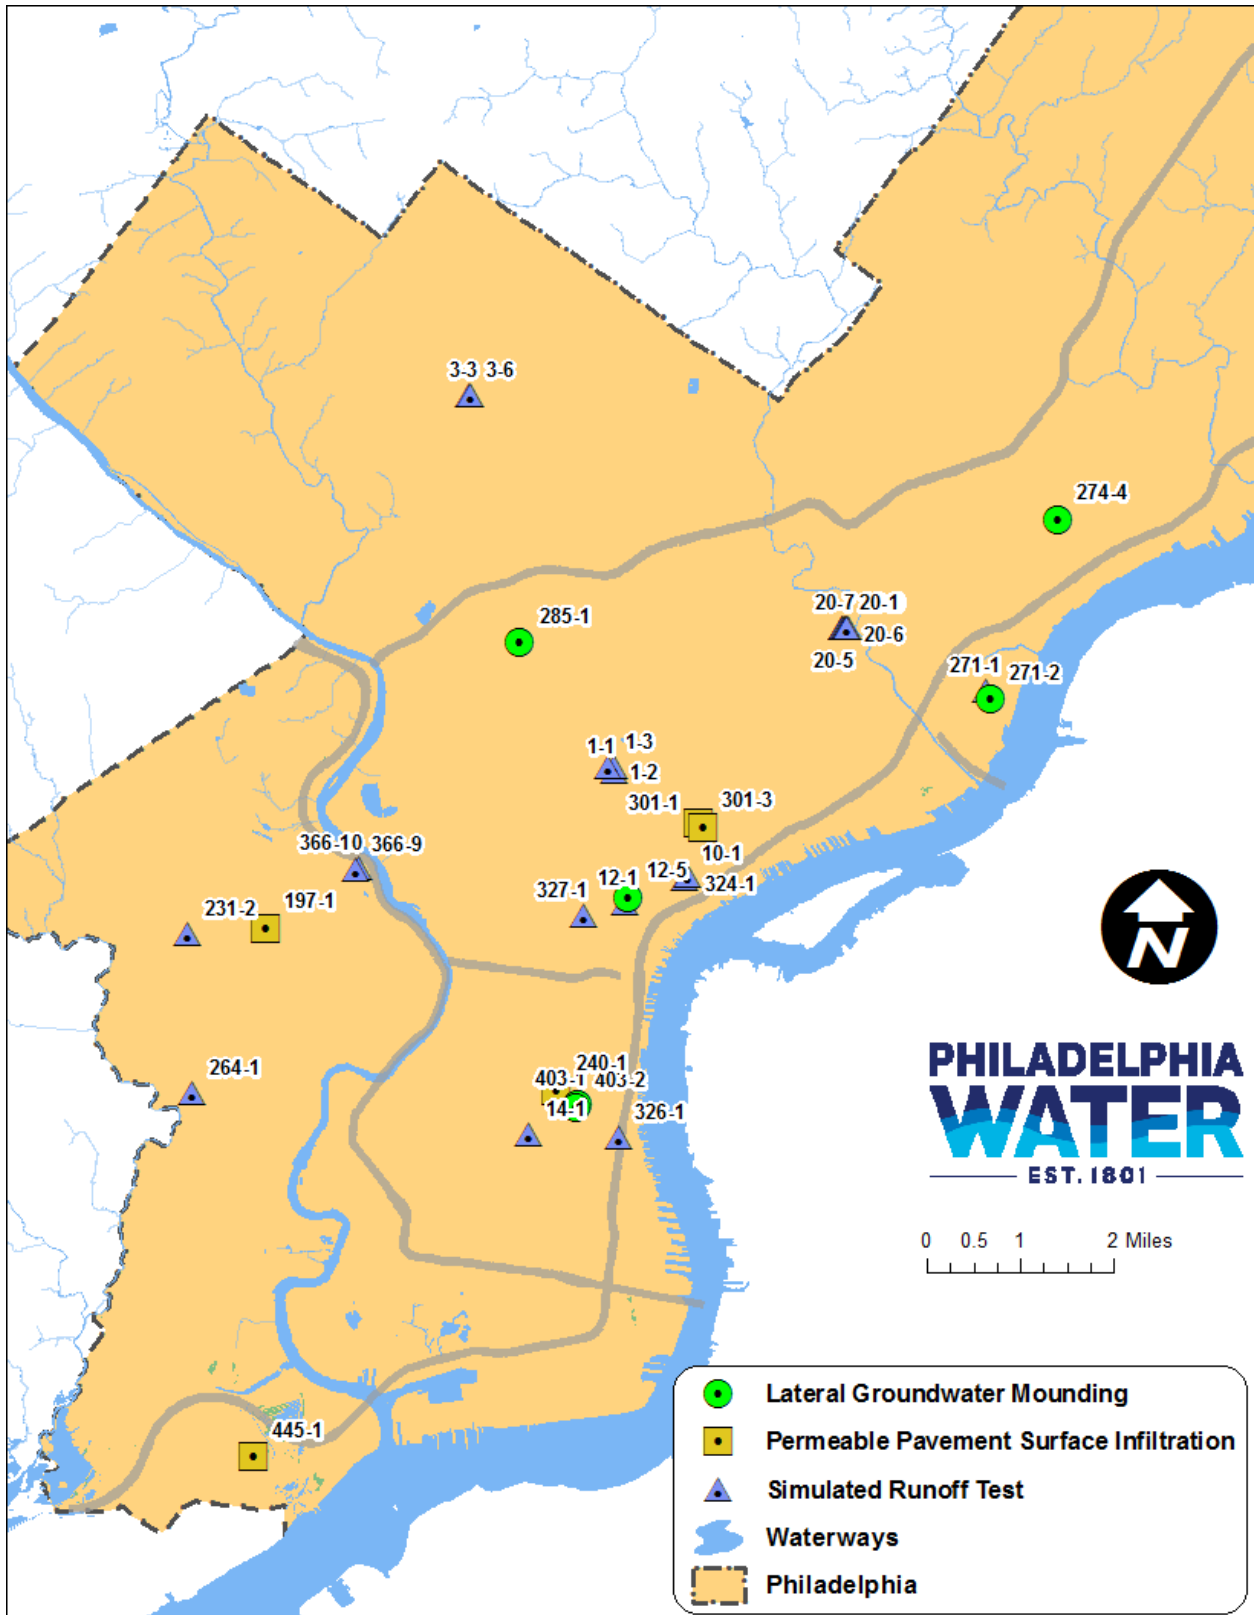 3-3 3-6
274-4
285-1
20-7 20-1
20-6
20-5
271-1
271-2
1-1
1-3
1-2
301-1
301-3
10-1
366-10
366-9
12-1
12-5
324-1
327-1
231-2
197-1
N
264-1
240-1
403-1
403-2
14-1
326-1
PHILADELPHIA
WATER
EST. 1801
0 0.5 1 2 Miles
445-1
Lateral Groundwater Mounding
Permeable Pavement Surface Infiltration
Simulated Runoff Test
Waterways
Philadelphia